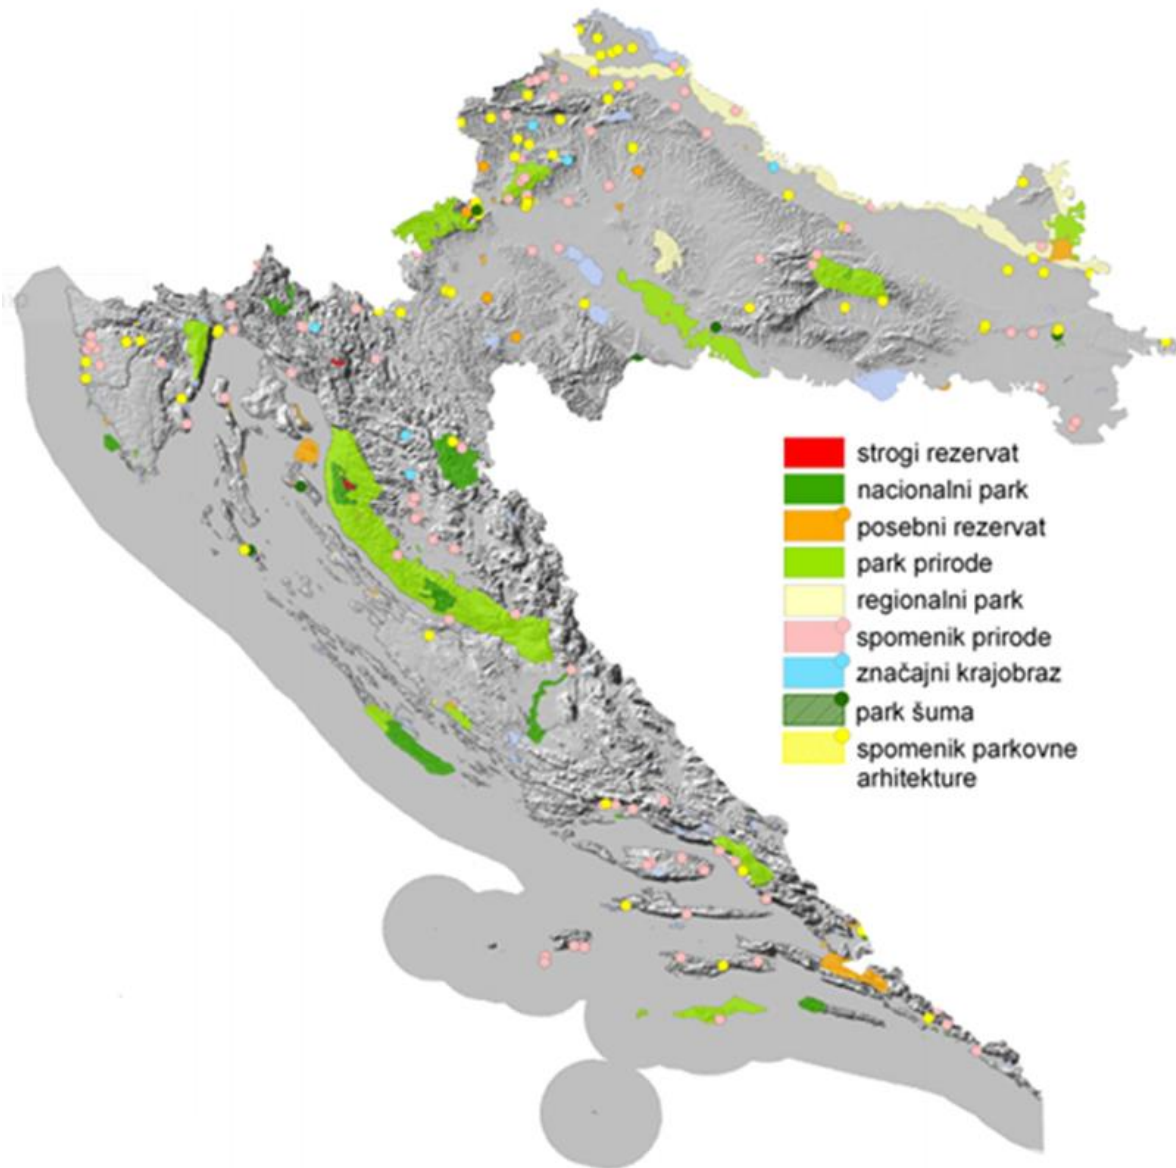 strogi rezervat
nacionalni park
posebni rezervat
park prirode
regionalni park
spomenik prirode
značajni krajobraz
park šuma
spomenik parkovne
arhitekture